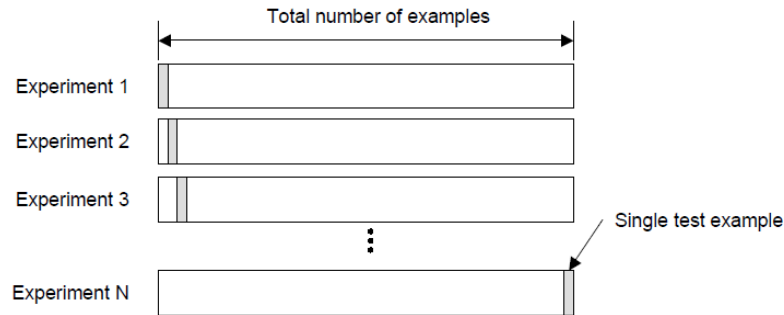 Total number of examples
Experiment 1
Experiment 2
Experiment 3
Single test example
Experiment N